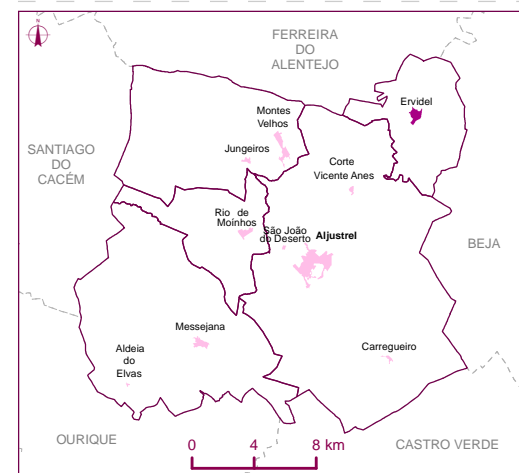 FERREIRA
DO
ALENTEJO
Ervidel
Montes
Velhos
Jungeiros
SANTIAGO
DO
CACÉM
Corte
Vicente Anes
Rio de
Moínhos
São João
do Deserto
Aljustrel
BEJA
Messejana
Aldeia
do
Elvas
Carregueiro
OURIQUE
0 4 8 km
CASTRO VERDE